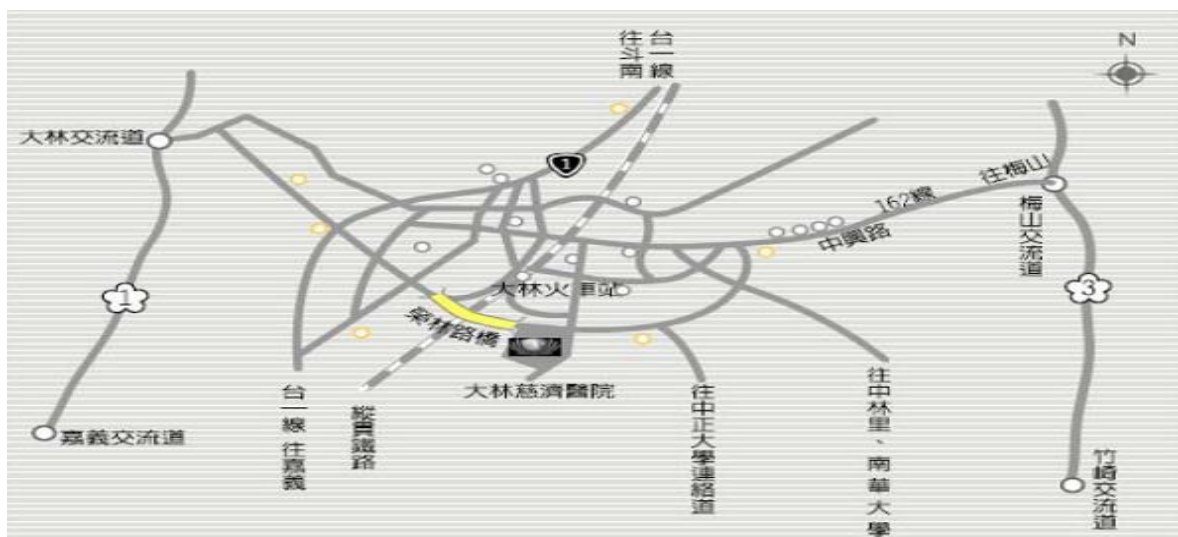 台一線
往斗南
N
大林交流道
1
往梅山
162線
中興路
梅山交流道
1
3
大林火車站
榮林路橋
大林慈濟醫院
嘉義交流道
台一線 往嘉義
縱貫鐵路
往中正大學連絡道
往中林里、南華大學
竹崎交流道